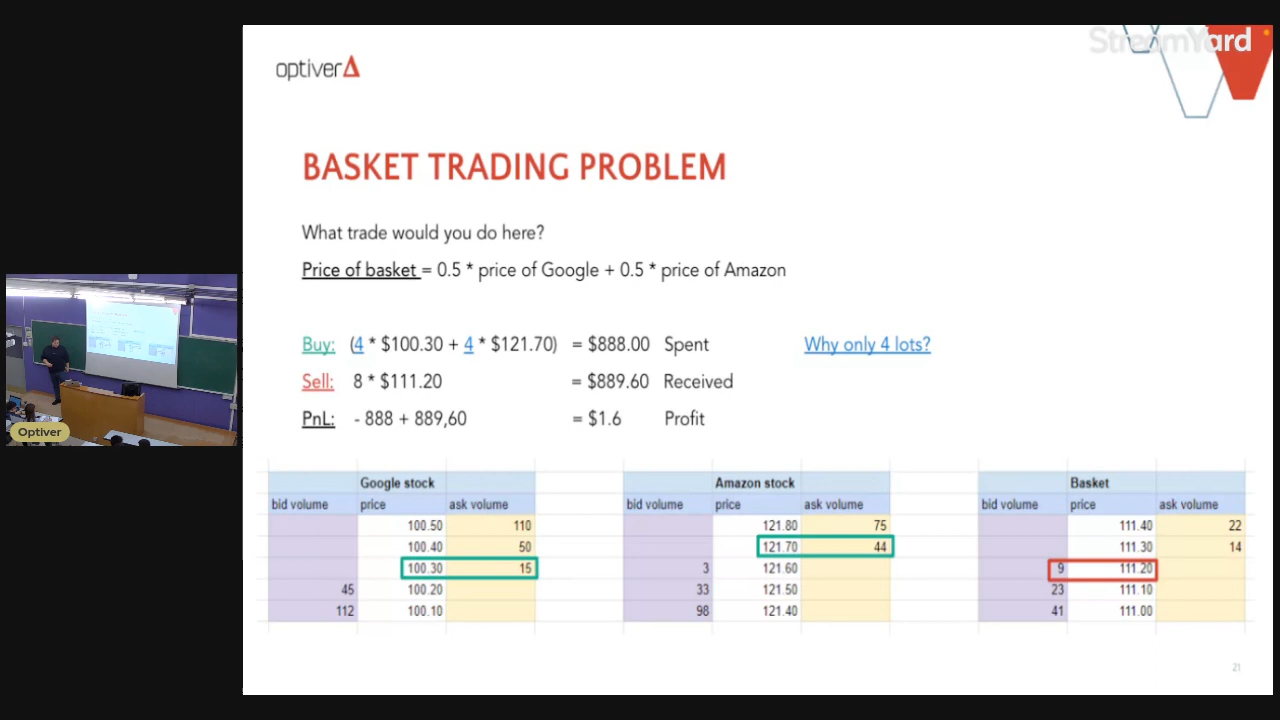 StreamYard
optiver
BASKET TRADING PROBLEM
What trade would you do here?
Price of basket = 0.5 * price of Google + 0.5 * price of Amazon
Buy: (4 * $100.30 + 4 * $121.70) = $888.00 Spent Why only 4 lots?
Sell: 8 * $111.20 = $889.60 Received
PnL: - 888 + 889,60 = $1.6 Profit
Optiver
Google stock Amazon stock Basket
bid volume price ask volume bid volume price ask volume bid volume price ask volume
100.50 110 121.80 75 111.40 22
100.40 50 121.70 44 111.30 14
100.30 15 3 121.60 9 111.20
45 100.20 33 121.50 23 111.10
112 100.10 98 121.40 41 111.00
21